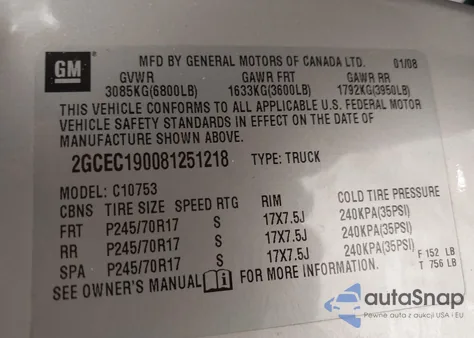 GM
MFD BY GENERAL MOTORS OF CANADA LTD. 01/08
GVWR GAWR FRT GAWR RR
3085KG(6800LB) 1633KG(3600LB) 1792KG(3950LB)
THIS VEHICLE CONFORMS TO ALL APPLICABLE U.S. FEDERAL MOTOR
VEHICLE SAFETY STANDARDS IN EFFECT ON THE DATE OF
MANUFACTURE SHOWN ABOVE.
2GCEC190081251218 TYPE: TRUCK
MODEL: C10753
CBNS TIRE SIZE SPEED RTG RIM COLD TIRE PRESSURE
FRT P245/70R17 S 17X7.5J 240KPA(35PSI)
RR P245/70R17 S 17X7.5J 240KPA(35PSI)
SPA P245/70R17 S 17X7.5J 240KPA(35PSI)
SEE OWNER'S MANUAL FOR MORE INFORMATION. F 152 LB
T 756 LB
autoSnap
Pewne auto z aukcji USA i EU